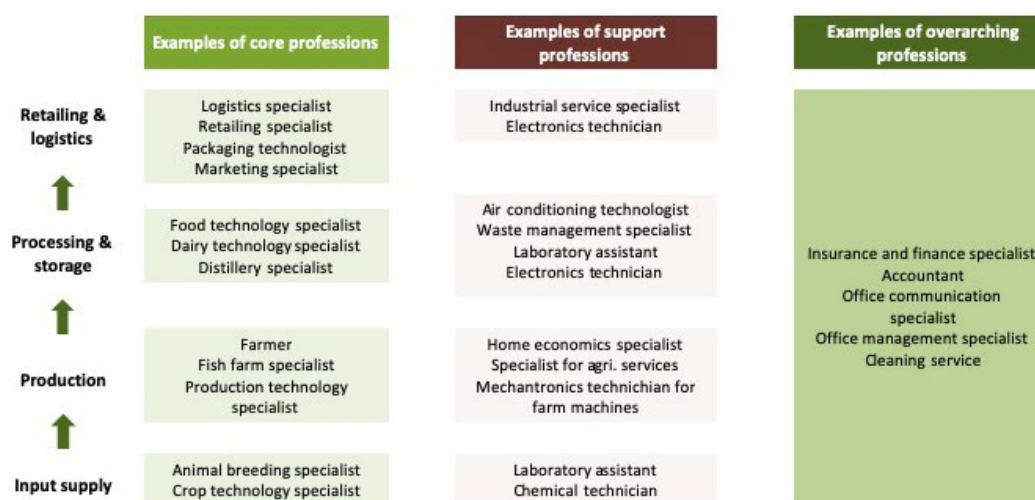 Examples of core professions
Examples of support
professions
Examples of overarching
professions
Retailing &
logistics
Logistics specialist
Retailing specialist
Packaging technologist
Marketing specialist
Industrial service specialist
Electronics technician
Processing &
storage
Food technology specialist
Dairy technology specialist
Distillery specialist
Air conditioning technologist
Waste management specialist
Laboratory assistant
Electronics technician
Insurance and finance specialist
Accountant
Office communication
specialist
Office management specialist
Cleaning service
Production
Farmer
Fish farm specialist
Production technology
specialist
Home economics specialist
Specialist for agri. services
Mechantronics technichian for
farm machines
Input supply
Animal breeding specialist
Crop technology specialist
Laboratory assistant
Chemical technician